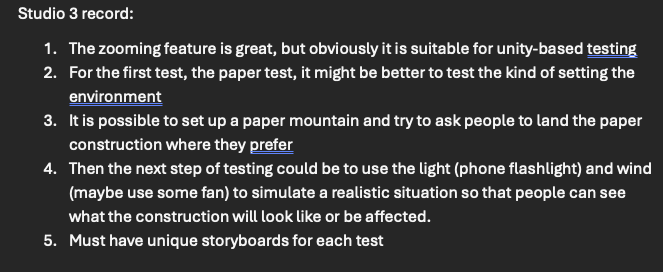 Studio 3 record:
1. The zooming feature is great, but obviously it is suitable for unity-based testing
2. For the first test, the paper test, it might be better to test the kind of setting the
environment
3. It is possible to set up a paper mountain and try to ask people to land the paper
construction where they prefer
4. Then the next step of testing could be to use the light (phone flashlight) and wind
(maybe use some fan) to simulate a realistic situation so that people can see
what the construction will look like or be affected.
5. Must have unique storyboards for each test